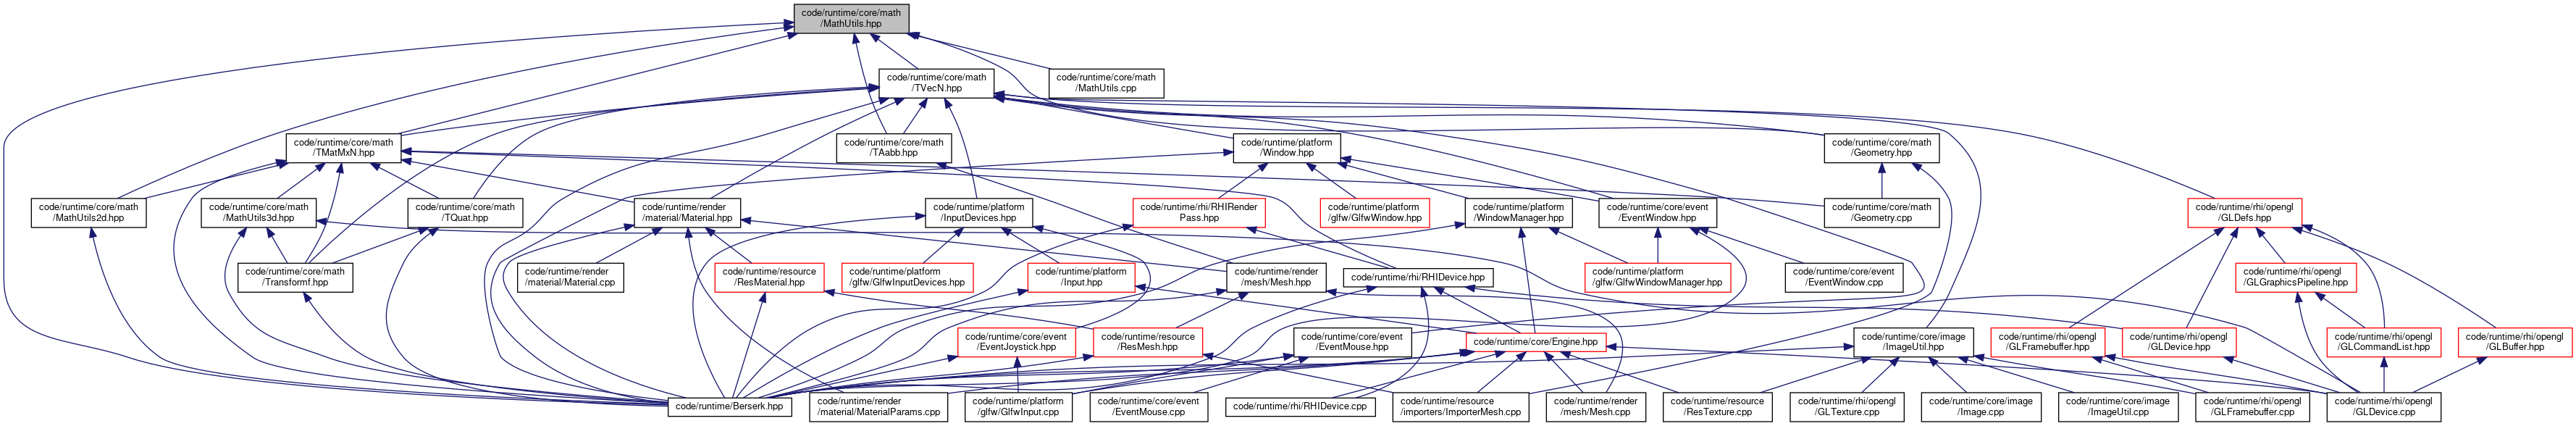 code/runtime/core/math
/MathUtils.hpp
code/runtime/core/math
/TVecN.hpp
code/runtime/core/math
/MathUtils.cpp
code/runtime/core/math
/TMatMxN.hpp
code/runtime/core/math
/TAabb.hpp
code/runtime/platform
/Window.hpp
code/runtime/core/math
/Geometry.hpp
code/runtime/core/math
/MathUtils2d.hpp
code/runtime/core/math
/MathUtils3d.hpp
code/runtime/core/math
/TQuat.hpp
code/runtime/render
/material/Material.hpp
code/runtime/platform
/InputDevices.hpp
code/runtime/rhi/RHIRender
Pass.hpp
code/runtime/platform
/glfw/GlfwWindow.hpp
code/runtime/platform
/WindowManager.hpp
code/runtime/core/event
/EventWindow.hpp
code/runtime/core/math
/Geometry.cpp
code/runtime/rhi/opengl
/GLDefs.hpp
code/runtime/core/math
/Transformf.hpp
code/runtime/render
/material/Material.cpp
code/runtime/resource
/ResMaterial.hpp
code/runtime/platform
/glfw/GlfwInputDevices.hpp
code/runtime/platform
/Input.hpp
code/runtime/render
/mesh/Mesh.hpp
code/runtime/rhi/RHIDevice.hpp
code/runtime/platform
/glfw/GlfwWindowManager.hpp
code/runtime/core/event
/EventWindow.cpp
code/runtime/rhi/opengl
/GLGraphicsPipeline.hpp
code/runtime/core/event
/EventJoystick.hpp
code/runtime/resource
/ResMesh.hpp
code/runtime/core/event
/EventMouse.hpp
code/runtime/core/Engine.hpp
code/runtime/core/image
/ImageUtil.hpp
code/runtime/rhi/opengl
/GLFramebuffer.hpp
code/runtime/rhi/opengl
/GLDevice.hpp
code/runtime/rhi/opengl
/GLCommandList.hpp
code/runtime/rhi/opengl
/GLBuffer.hpp
code/runtime/Berserk.hpp
code/runtime/render
/material/MaterialParams.cpp
code/runtime/platform
/glfw/GlfwInput.cpp
code/runtime/core/event
/EventMouse.cpp
code/runtime/rhi/RHIDevice.cpp
code/runtime/resource
/importers/ImporterMesh.cpp
code/runtime/render
/mesh/Mesh.cpp
code/runtime/resource
/ResTexture.cpp
code/runtime/rhi/opengl
/GLTexture.cpp
code/runtime/core/image
/Image.cpp
code/runtime/core/image
/ImageUtil.cpp
code/runtime/rhi/opengl
/GLFramebuffer.cpp
code/runtime/rhi/opengl
/GLDevice.cpp